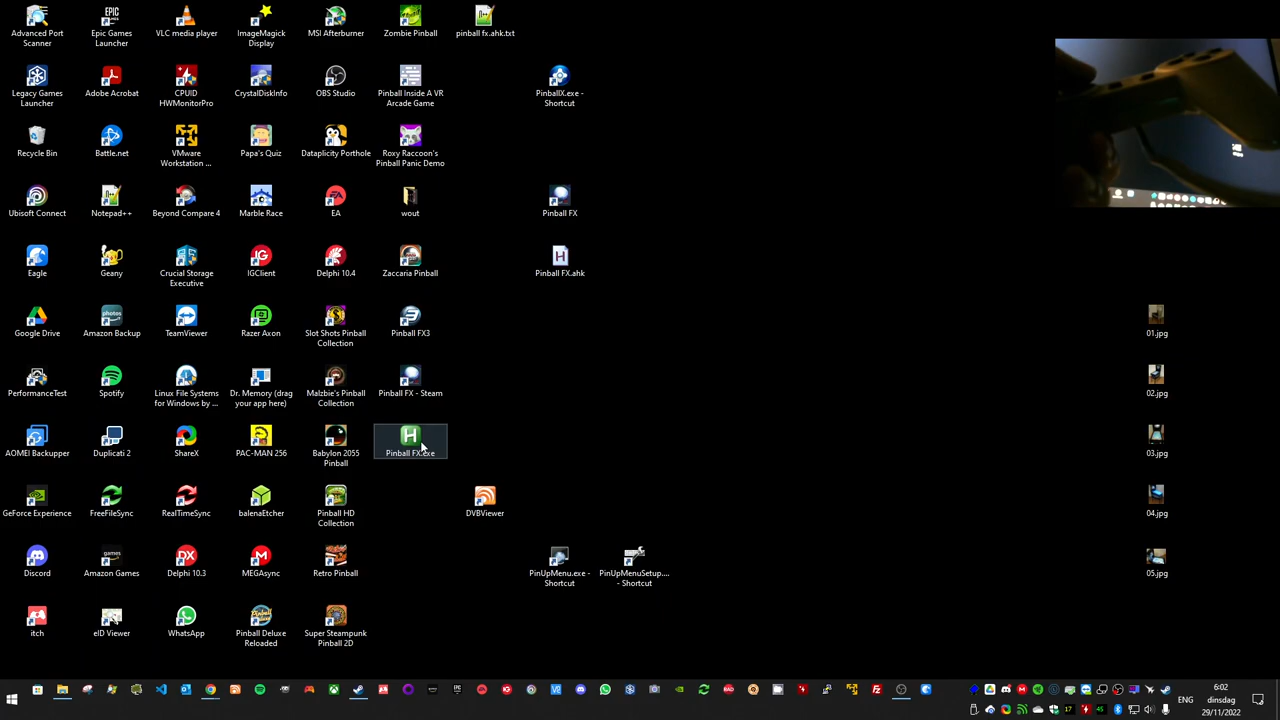 Advanced Port
Scanner
Epic Games
Launcher
VLC media player
ImageMagick
Display
MSI Afterburner
Zombie Pinball
pinball fx.ahk.txt
Legacy Games
Launcher
Adobe Acrobat
CPUID
HWMonitorPro
CrystalDiskInfo
OBS Studio
Pinball Inside A VR
Arcade Game
PinballX.exe -
Shortcut
Recycle Bin
Battle.net
VMware
Workstation ...
Papa's Quiz
Dataplicity Porthole
Roxy Raccoon's
Pinball Panic Demo
Ubisoft Connect
Notepad++
Beyond Compare 4
Marble Race
EA
wout
Pinball FX
Eagle
Geany
Crucial Storage
Executive
IGClient
Delphi 10.4
Zaccaria Pinball
Pinball FX.ahk
Google Drive
Amazon Backup
TeamViewer
Razer Axon
Slot Shots Pinball
Collection
Pinball FX3
01.jpg
PerformanceTest
Spotify
Linux File Systems
for Windows by ...
Dr. Memory (drag
your app here)
Malzbie's Pinball
Collection
Pinball FX - Steam
02.jpg
AOMEI Backupper
Duplicati 2
ShareX
PAC-MAN 256
Babylon 2055
Pinball
Pinball FX.exe
03.jpg
GeForce Experience
FreeFileSync
RealTimeSync
balenaEtcher
Pinball HD
Collection
DVBViewer
04.jpg
Discord
Amazon Games
Delphi 10.3
MEGAsync
Retro Pinball
PinUpMenu.exe -
Shortcut
PinUpMenuSetup....
- Shortcut
05.jpg
itch
eID Viewer
WhatsApp
Pinball Deluxe
Reloaded
Super Steampunk
Pinball 2D
ENG
6:02
dinsdag
29/11/2022